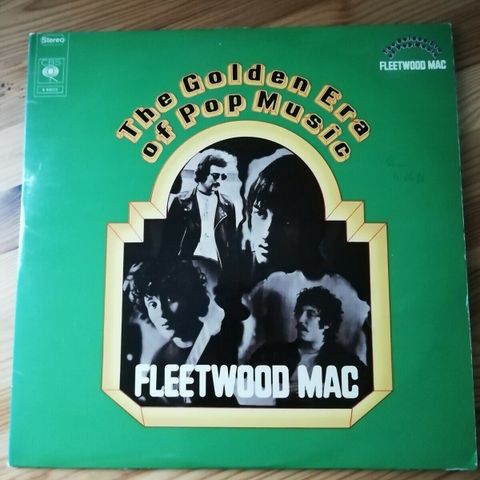 Stereo
CBS
FLEETWOOD MAC
The Golden Era
of Pop Music
FLEETWOOD MAC